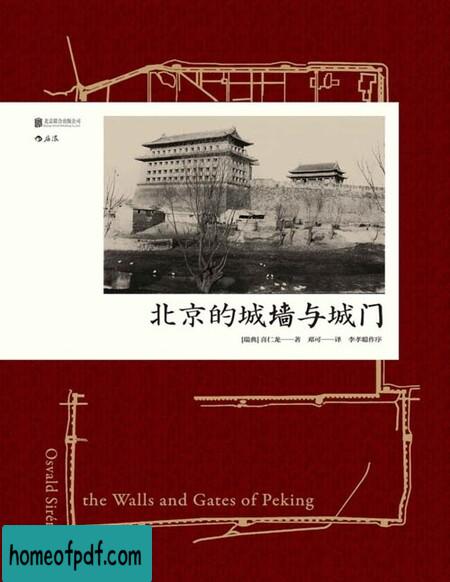 北京联合出版公司
后浪
北京的城墙与城门
[瑞典] 喜仁龙——著 邓可——译 李孝聪作序
Osvald Sirén
the Walls and Gates of Peking
homeofpdf.com